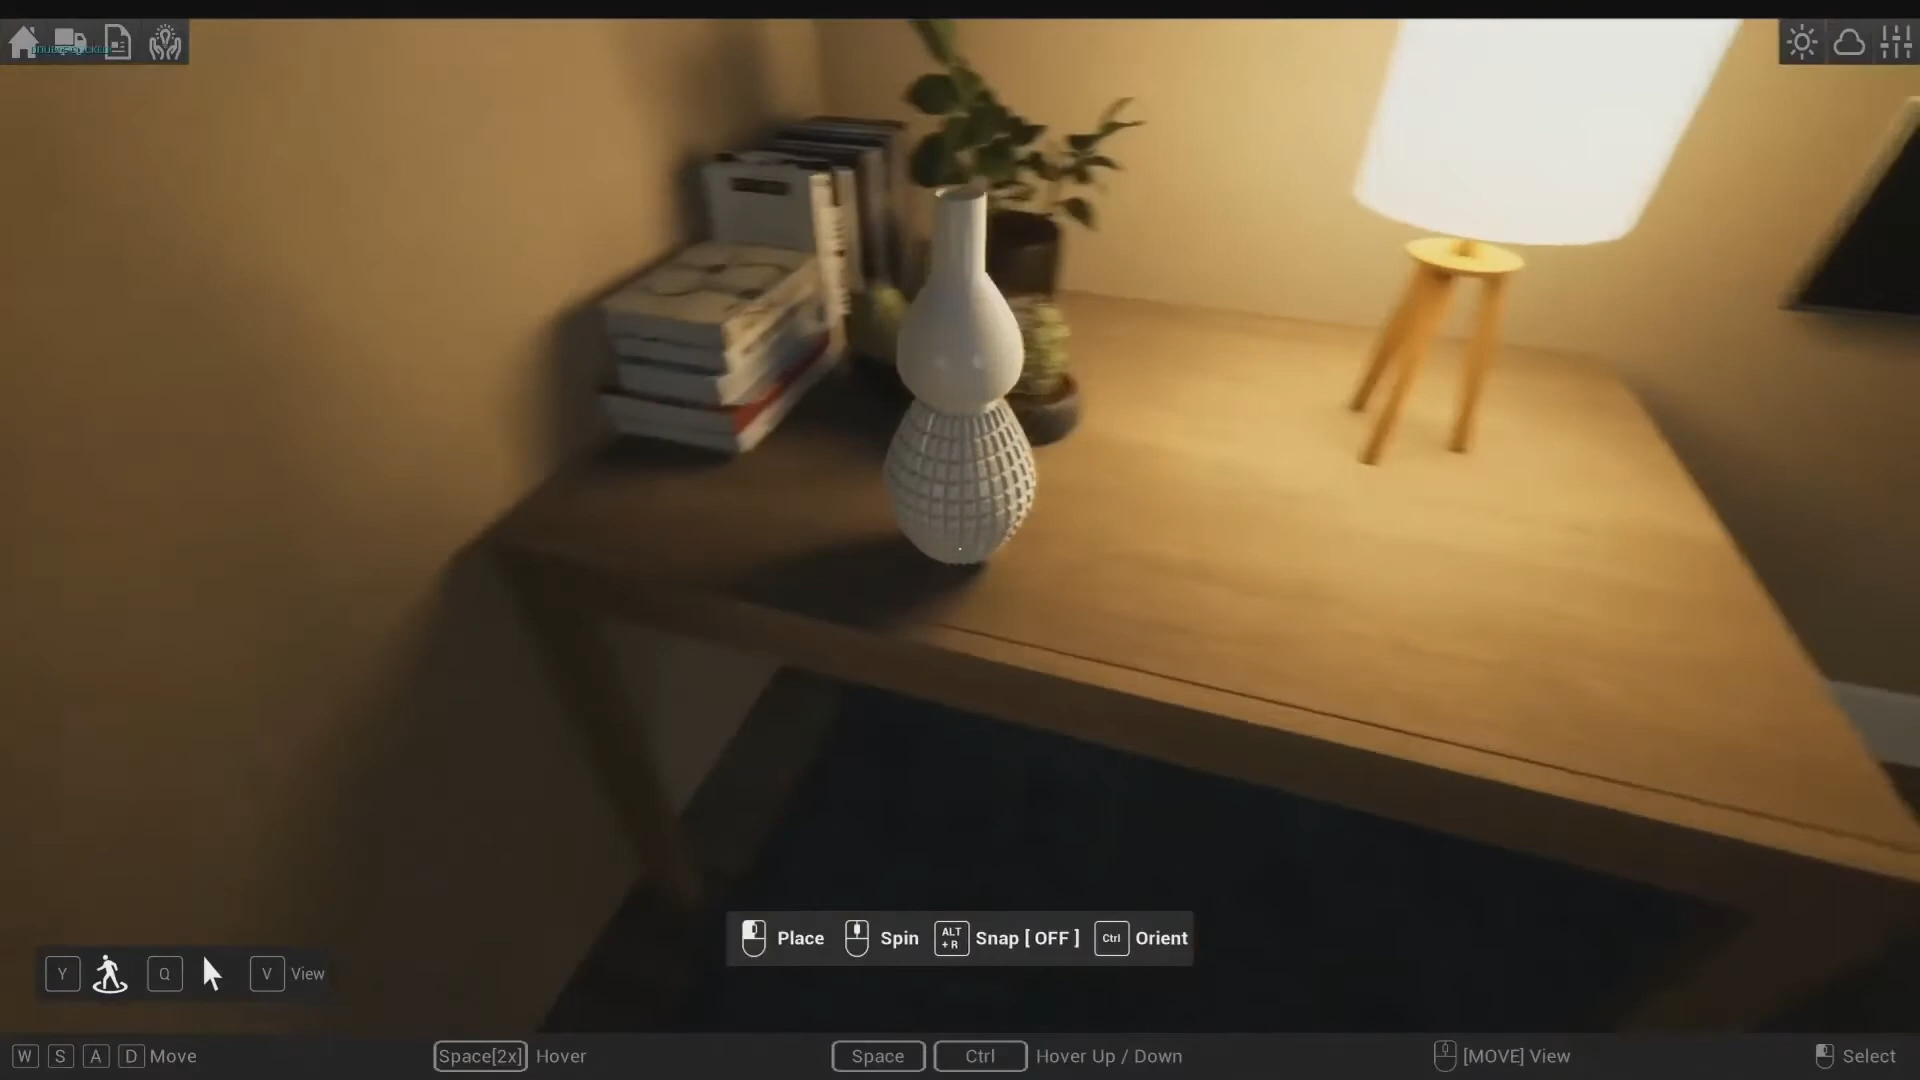 Place Spin ALT + R Snap [ OFF ] Ctrl Orient
Y Q V View
W S A D Move Space[2x] Hover Space Ctrl Hover Up / Down [MOVE] View Select